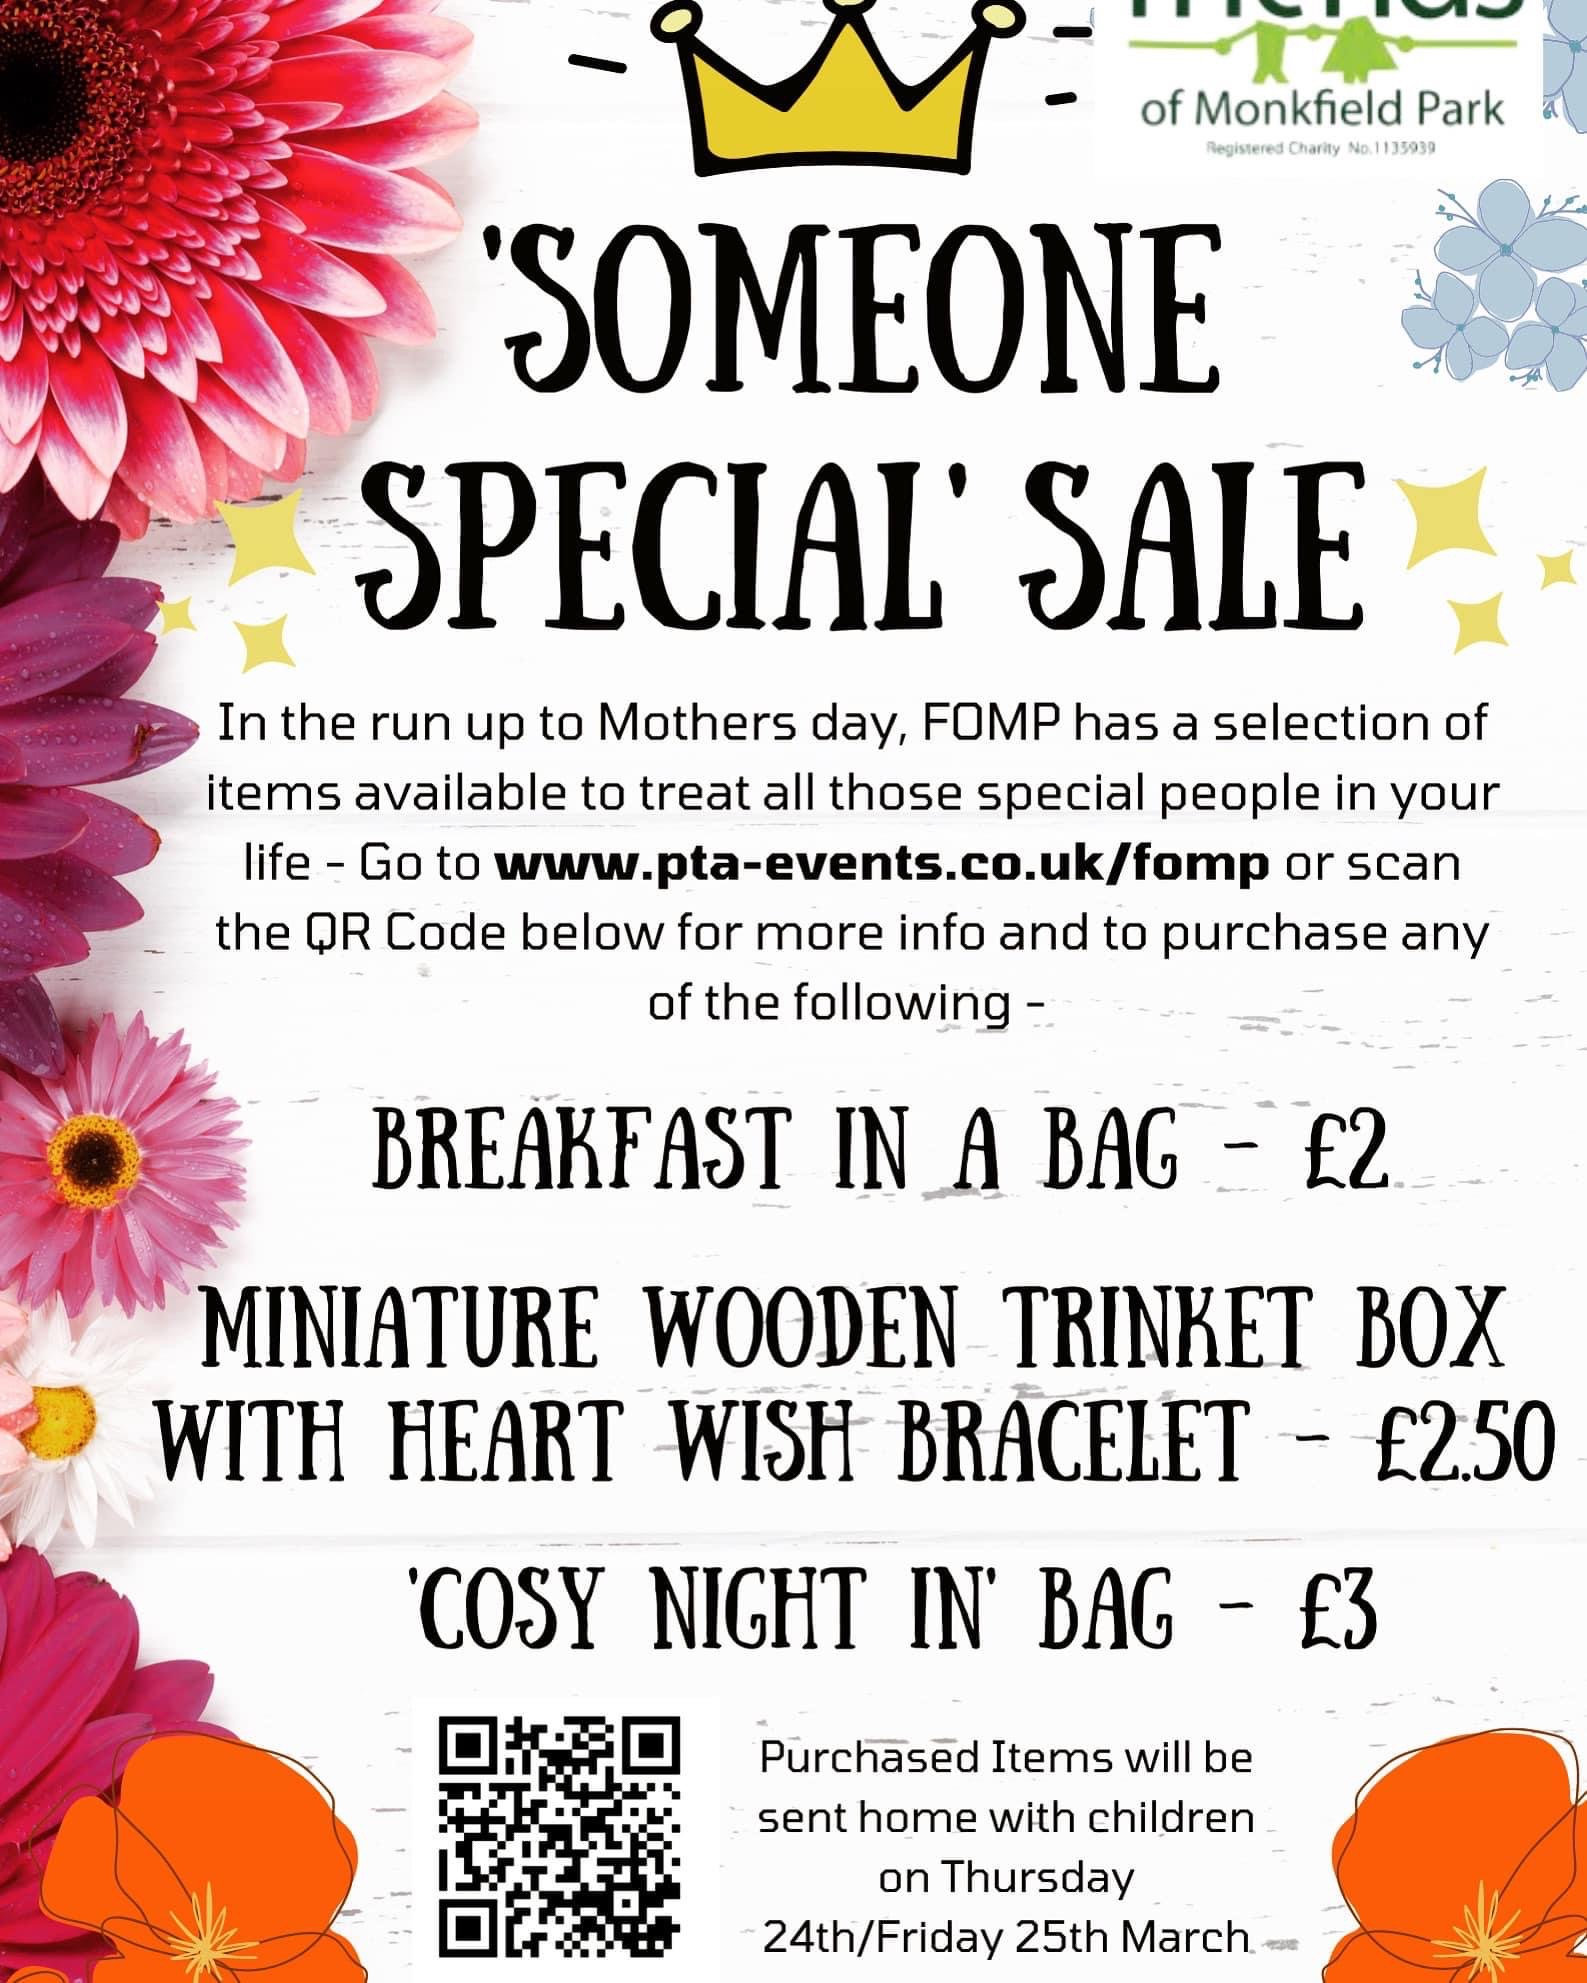 of Monkfield Park
Registered Charity No.1135939
'SOMEONE
SPECIAL' SALE
In the run up to Mothers day, FOMP has a selection of
items available to treat all those special people in your
life - Go to www.pta-events.co.uk/fomp or scan
the QR Code below for more info and to purchase any
of the following -
BREAKFAST IN A BAG - £2
MINIATURE WOODEN TRINKET BOX
WITH HEART WISH BRACELET - £2.50
'COSY NIGHT IN' BAG - £3
Purchased Items will be
sent home with children
on Thursday
24th/Friday 25th March